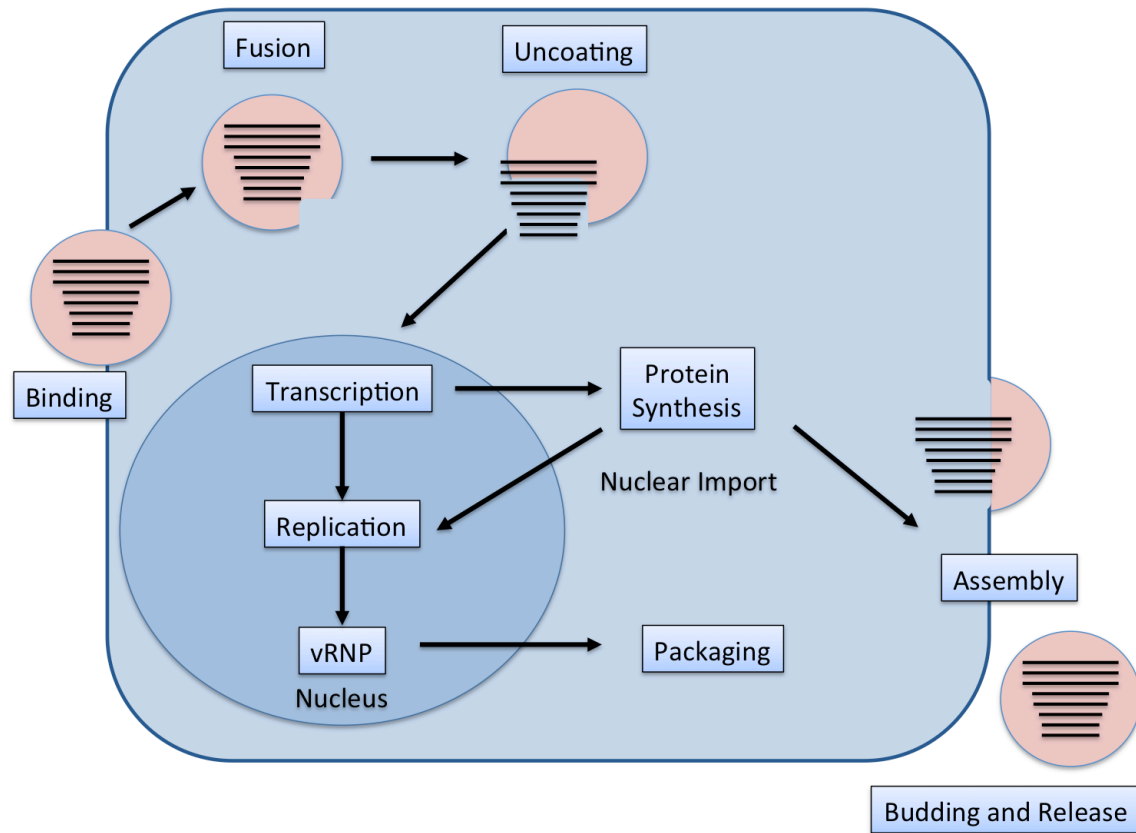 Fusion
Uncoating
Binding
Transcription
Protein
Synthesis
Nuclear Import
Replication
Assembly
vRNP
Packaging
Nucleus
Budding and Release